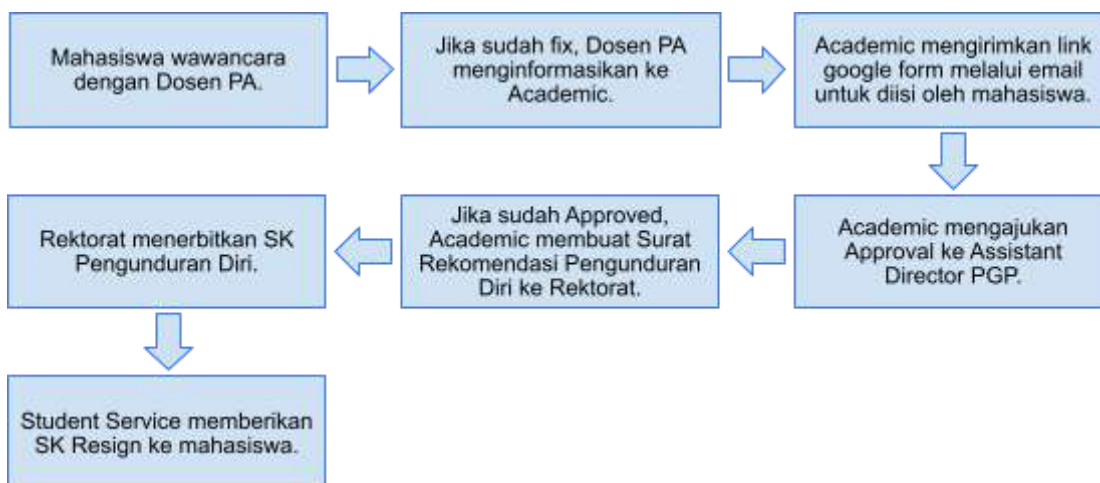 Mahasiswa wawancara
dengan Dosen PA.
Jika sudah fix, Dosen PA
menginformasikan ke
Academic.
Academic mengirimkan link
google form melalui email
untuk diisi oleh mahasiswa.
Academic mengajukan
Approval ke Assistant
Director PGP.
Jika sudah Approved,
Academic membuat Surat
Rekomendasi Pengunduran
Diri ke Rektorat.
Rektorat menerbitkan SK
Pengunduran Diri.
Student Service memberikan
SK Resign ke mahasiswa.